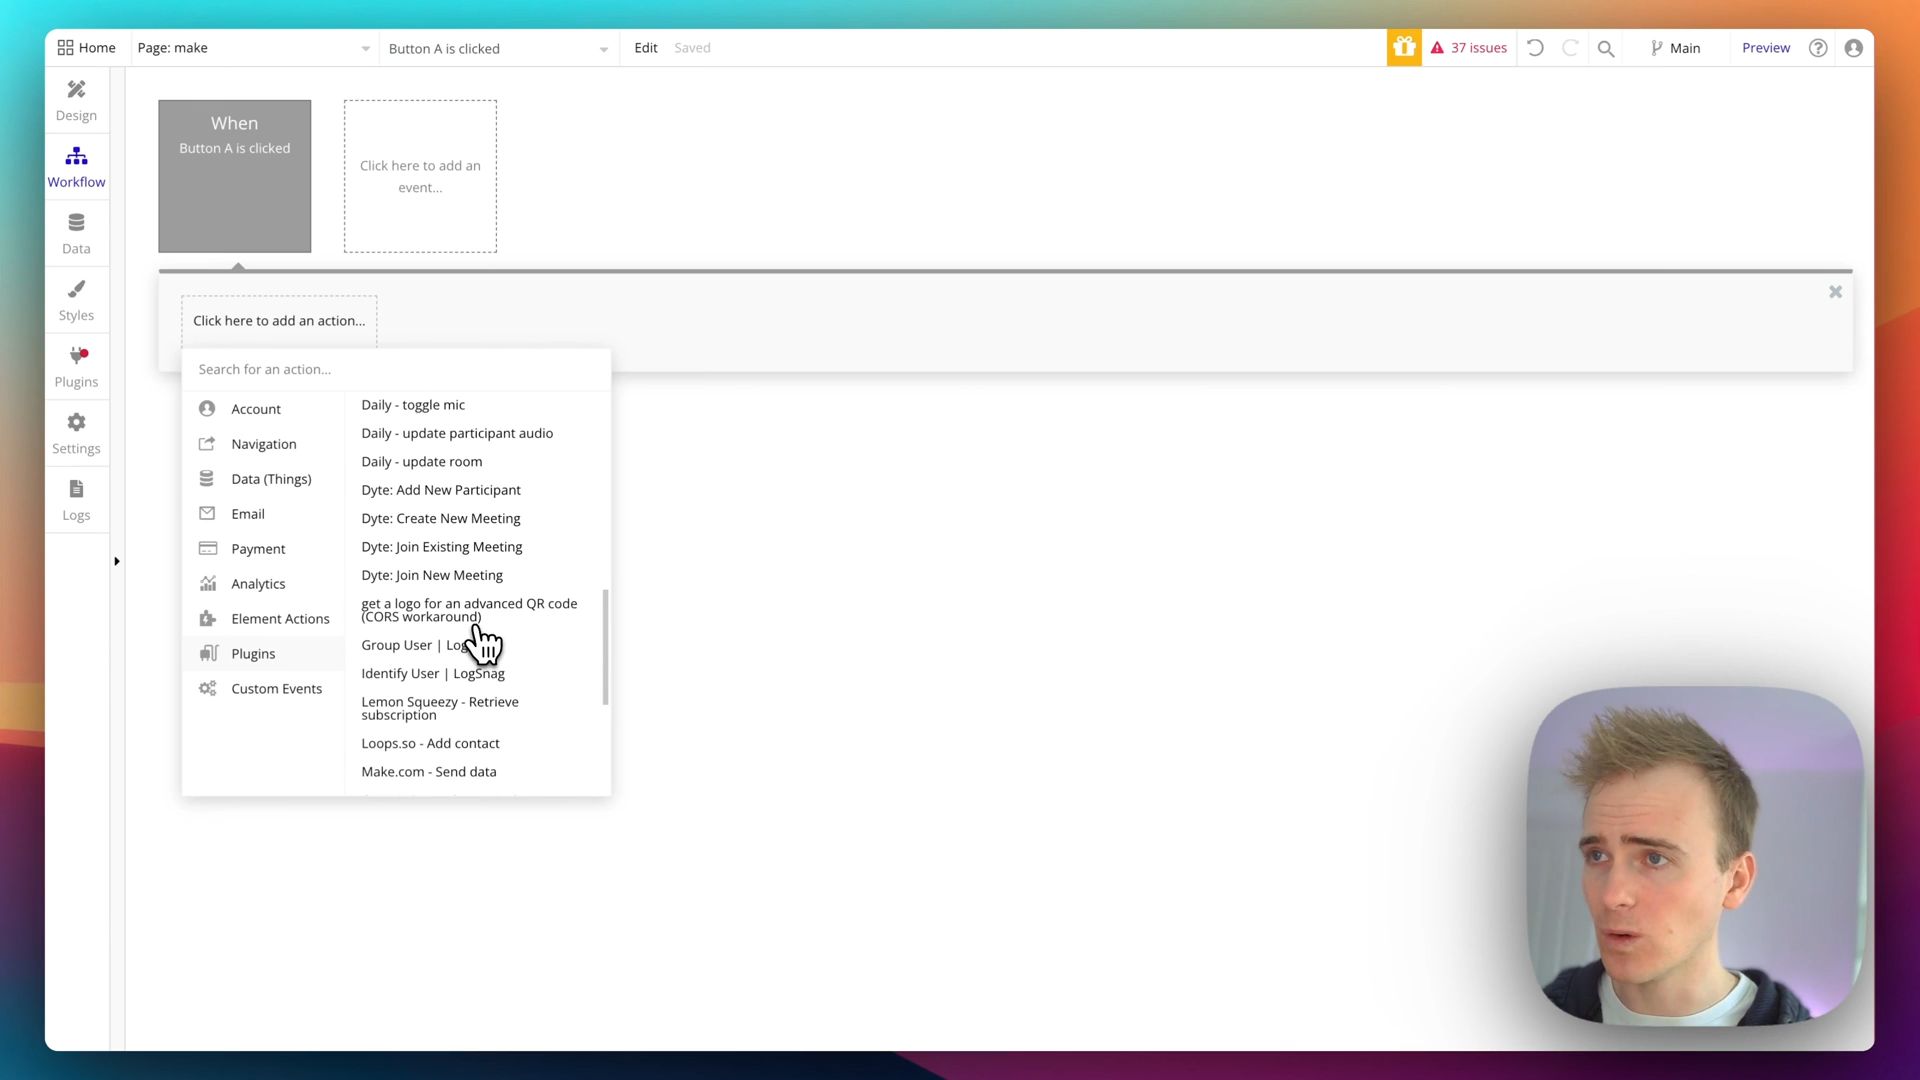 Home
Page: make
Button A is clicked
Edit
Saved
37 issues
Main
Preview
Design
Workflow
Data
Styles
Plugins
Settings
Logs
When
Button A is clicked
Click here to add an
event...
Click here to add an action...
Search for an action...
Account
Navigation
Data (Things)
Email
Payment
Analytics
Element Actions
Plugins
Custom Events
Daily - toggle mic
Daily - update participant audio
Daily - update room
Dyte: Add New Participant
Dyte: Create New Meeting
Dyte: Join Existing Meeting
Dyte: Join New Meeting
get a logo for an advanced QR code
(CORS workaround)
Group User |
Identify User | LogSnag
Lemon Squeezy - Retrieve
subscription
Loops.so - Add contact
Make.com - Send data